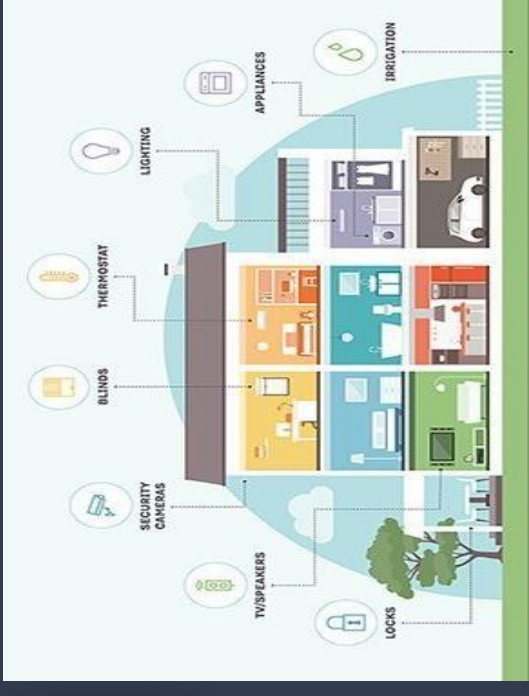 LOCKS
TV/SPEAKERS
SECURITY
CAMERAS
BLINDS
THERMOSTAT
LIGHTING
APPLIANCES
IRRIGATION